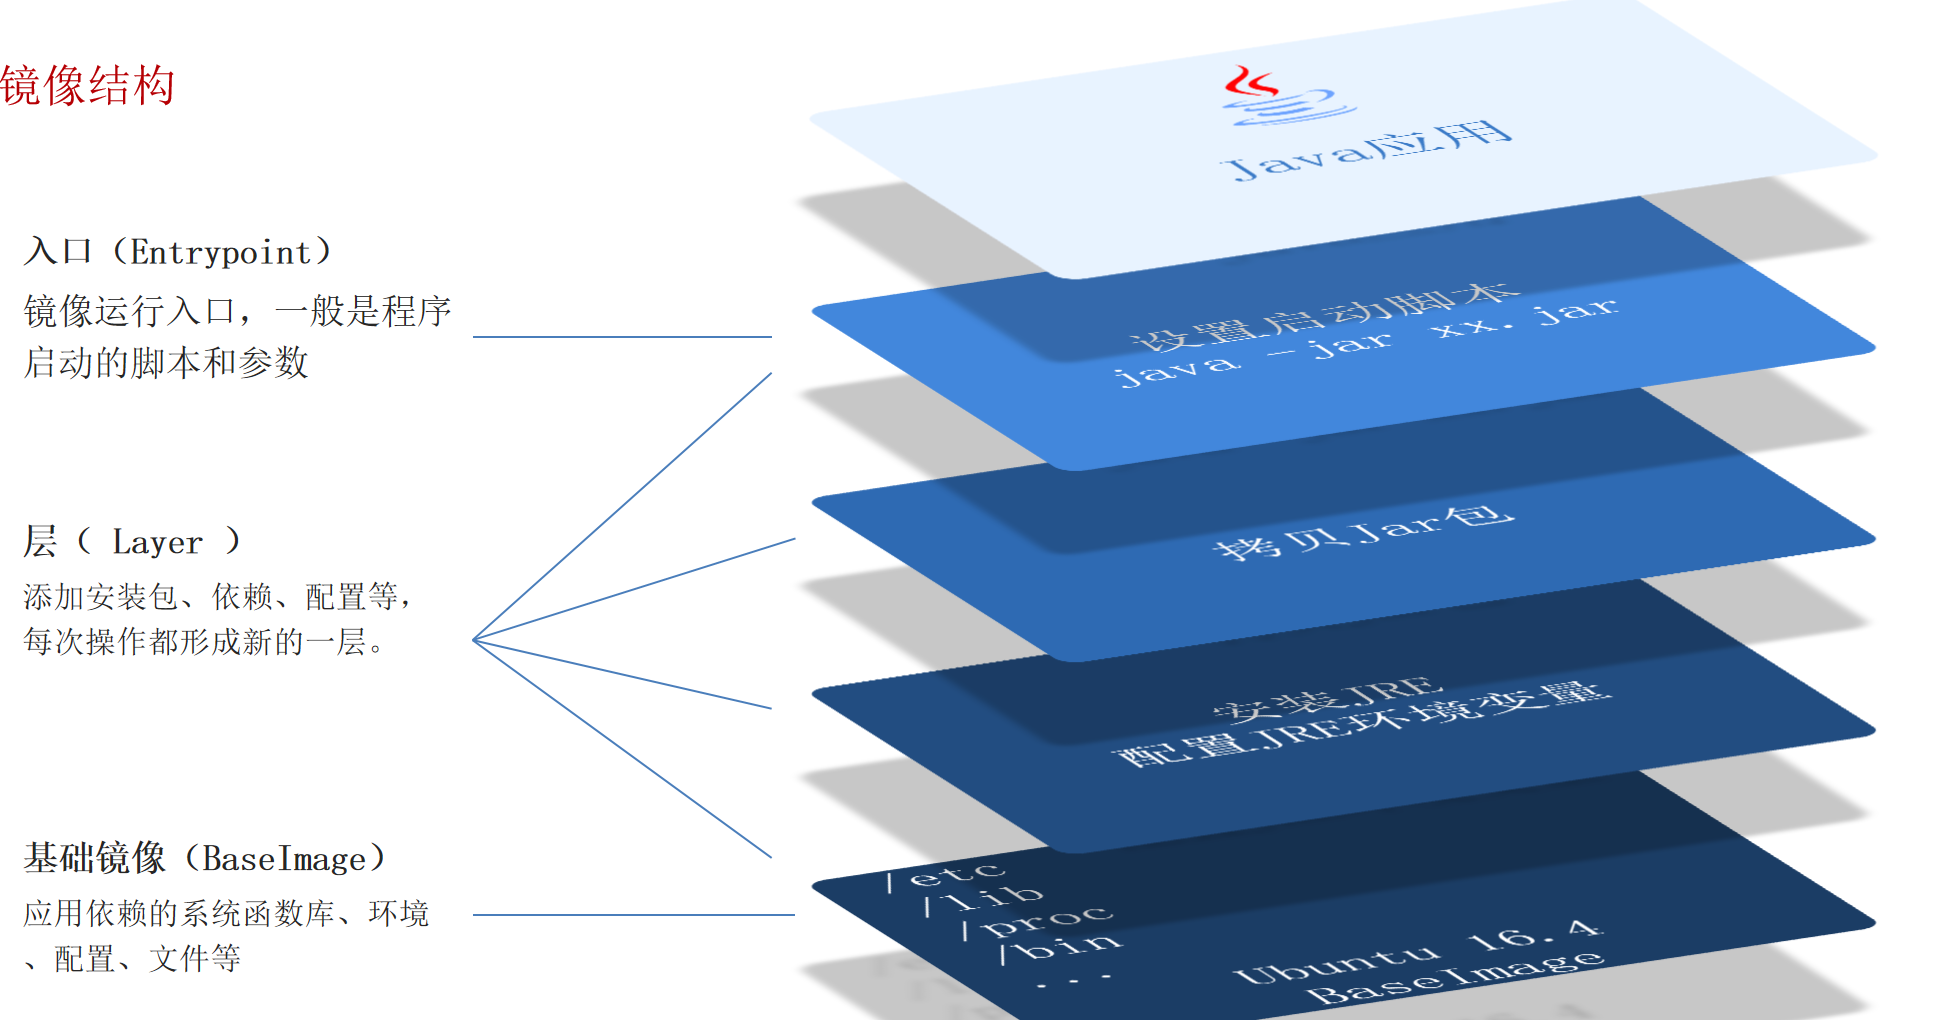 镜像结构
入口（Entrypoint）
镜像运行入口，一般是程序
启动的脚本和参数
层（ Layer ）
添加安装包、依赖、配置等，
每次操作都形成新的一层。
基础镜像（BaseImage）
应用依赖的系统函数库、环境
、配置、文件等
Java应用
设置启动脚本
java -jar xx.jar
拷贝Jar包
安装JRE
配置JRE环境变量
/etc
/lib
/proc
/bin
...
Ubuntu 16.4
BaseImage